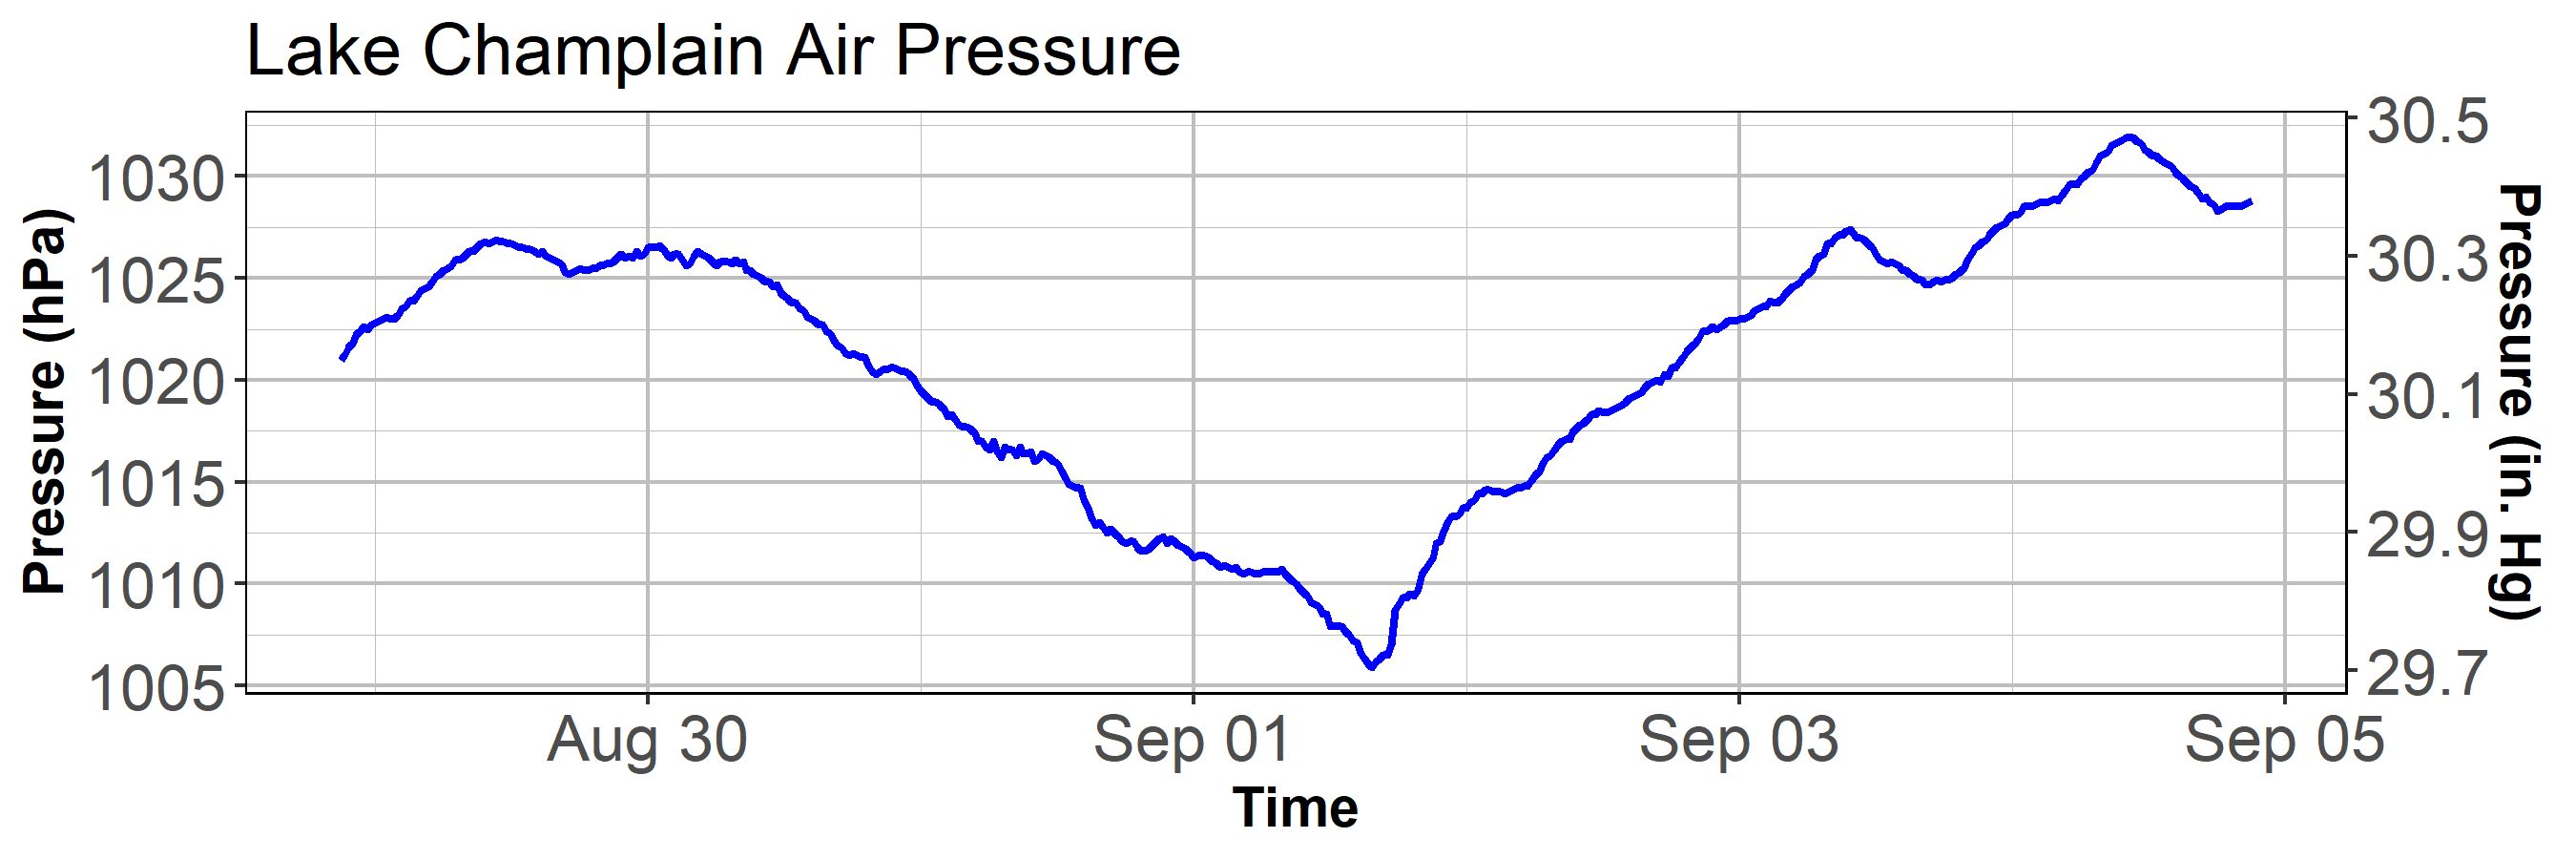 Lake Champlain Air Pressure
Pressure (hPa)
1030
1025
1020
1015
1010
1005
30.5
30.3
30.1
29.9
29.7
Pressure (in. Hg)
Aug 30
Sep 01
Sep 03
Sep 05
Time